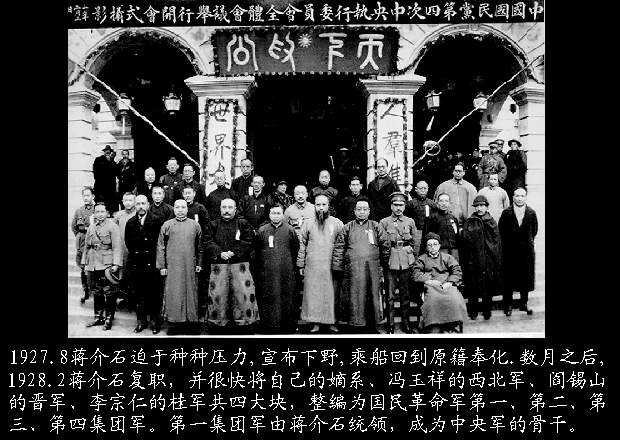 中國國民黨第四次中央執行委員會全體會議舉行開會式攝影
天下
人羣進
世界
1927.8蒋介石迫于种种压力,宣布下野,乘船回到原籍奉化.数月之后,
1928.2蒋介石复职，并很快将自己的嫡系、冯玉祥的西北军、阎锡山
的晋军、李宗仁的桂军共四大块，整编为国民革命军第一、第二、第
三、第四集团军。第一集团军由蒋介石统领，成为中央军的骨干。